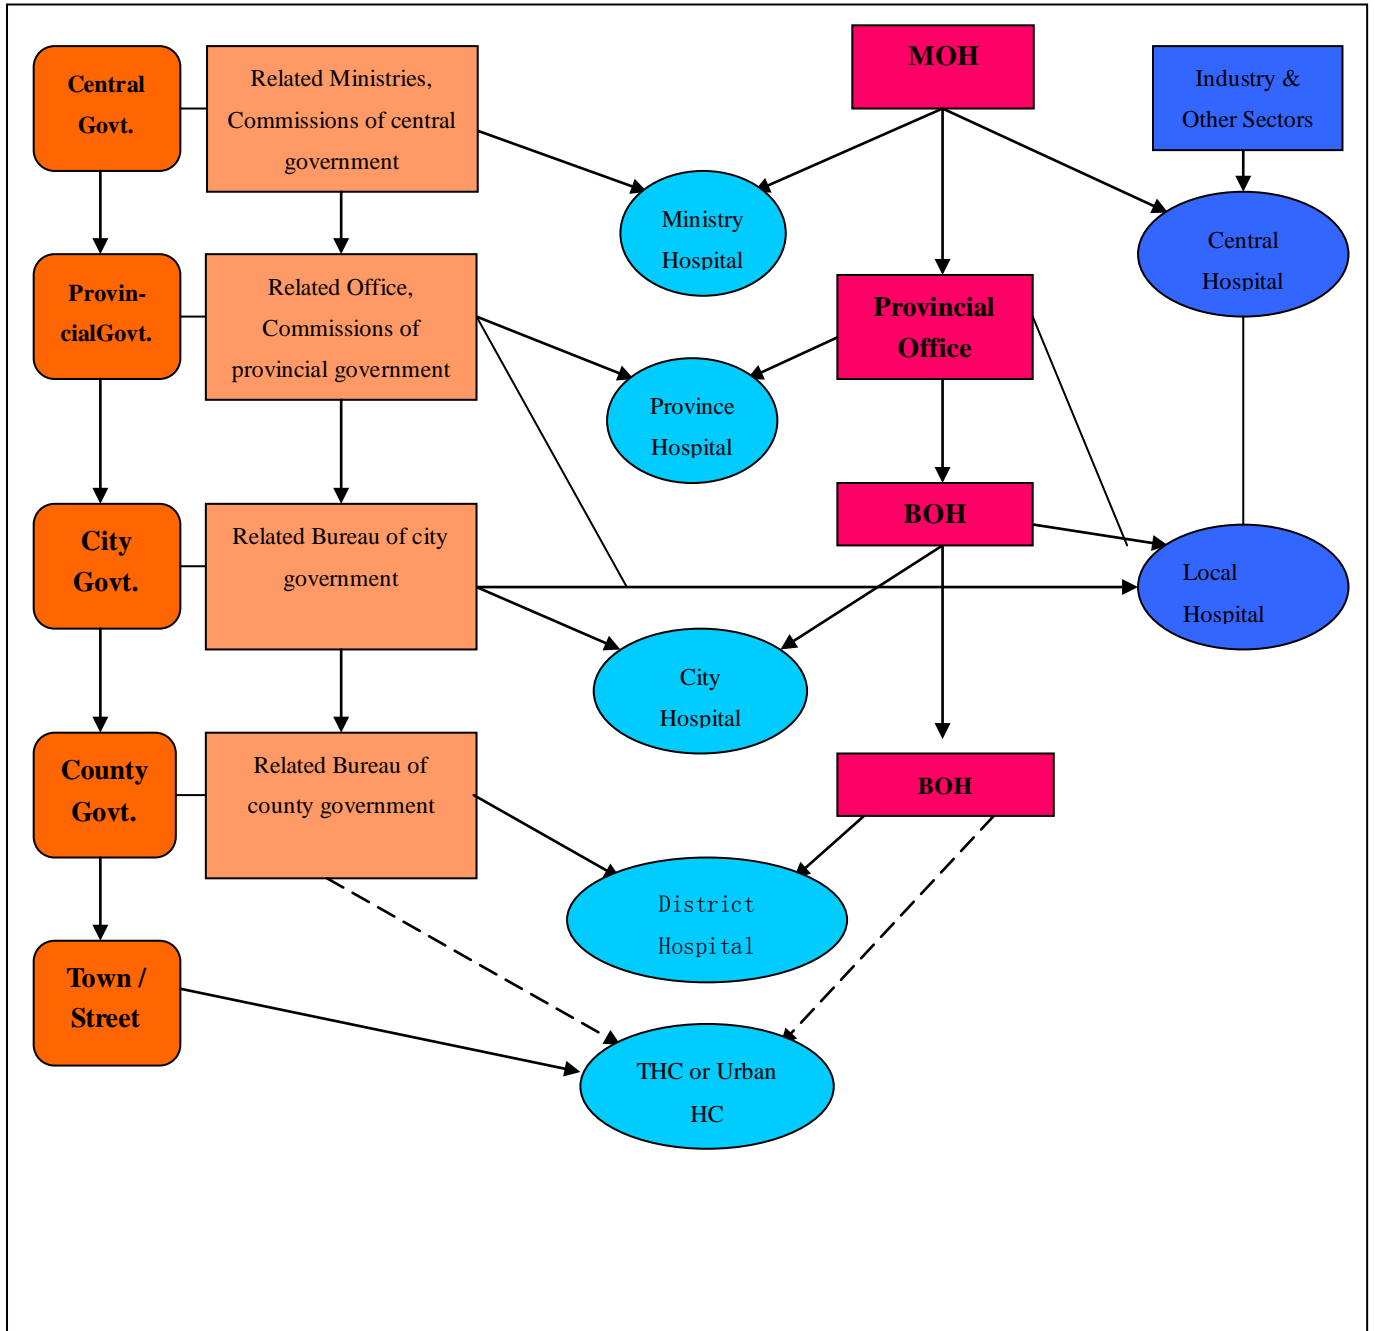 Central
Govt.
Related Ministries,
Commissions of central
government
MOH
Industry &
Other Sectors
Ministry
Hospital
Central
Hospital
Provin-
cialGovt.
Related Office,
Commissions of
provincial government
Provincial
Office
Province
Hospital
City
Govt.
Related Bureau of city
government
BOH
Local
Hospital
City
Hospital
County
Govt.
Related Bureau of
county government
BOH
District
Hospital
Town /
Street
THC or Urban
HC